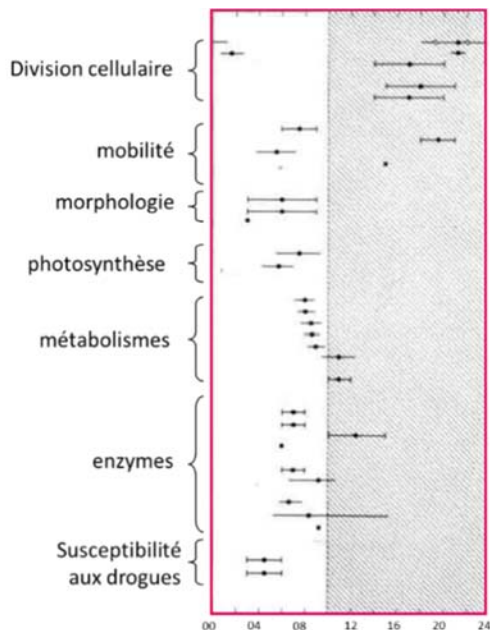 Division cellulaire
mobilité
morphologie
photosynthèse
métabolismes
enzymes
Susceptibilité
aux drogues
00 04 08 12 16 20 24